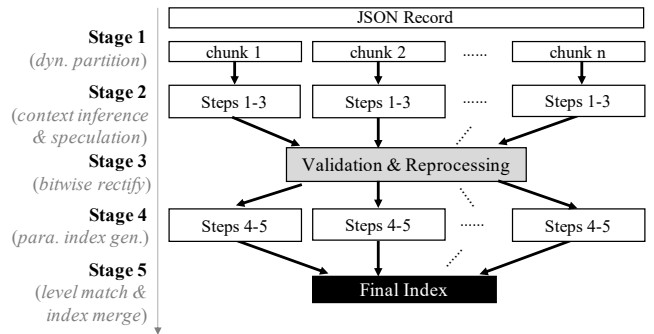 JSON Record
Stage 1
(dyn. partition)
chunk 1 chunk 2 ...... chunk n
Stage 2
(context inference
& speculation)
Steps 1-3 Steps 1-3 ...... Steps 1-3
Stage 3
(bitwise rectify)
Validation & Reprocessing
Stage 4
(para. index gen.)
Steps 4-5 Steps 4-5 ...... Steps 4-5
Stage 5
(level match &
index merge)
Final Index